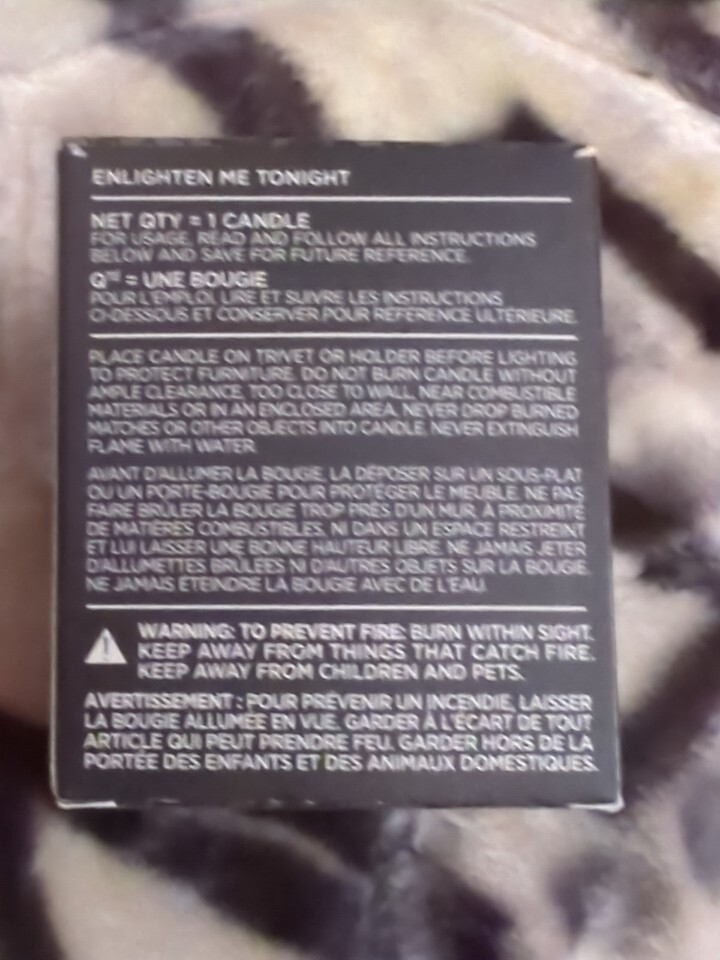 ENLIGHTEN ME TONIGHT
NET QTY = 1 CANDLE
FOR USAGE, READ AND FOLLOW ALL INSTRUCTIONS
BELOW AND SAVE FOR FUTURE REFERENCE.
Qté = UNE BOUGIE
POUR L'EMPLOI, LIRE ET SUIVRE LES INSTRUCTIONS
CI-DESSOUS ET CONSERVER POUR RÉFÉRENCE ULTÉRIEURE.
PLACE CANDLE ON TRIVET OR HOLDER BEFORE LIGHTING
TO PROTECT FURNITURE. DO NOT BURN CANDLE WITHOUT
AMPLE CLEARANCE, TOO CLOSE TO WALL, NEAR COMBUSTIBLE
MATERIALS OR IN AN ENCLOSED AREA. NEVER DROP BURNED
MATCHES OR OTHER OBJECTS INTO CANDLE. NEVER EXTINGUISH
FLAME WITH WATER.
AVANT D'ALLUMER LA BOUGIE, LA DÉPOSER SUR UN SOUS-PLAT
OU UN PORTE-BOUGIE POUR PROTÉGER LE MEUBLE. NE PAS
FAIRE BRÛLER LA BOUGIE TROP PRÈS D'UN MUR, À PROXIMITÉ
DE MATIÈRES COMBUSTIBLES, NI DANS UN ESPACE RESTREINT
ET LUI LAISSER UNE BONNE HAUTEUR LIBRE. NE JAMAIS JETER
D'ALLUMETTES BRÛLÉES NI D'AUTRES OBJETS SUR LA BOUGIE.
NE JAMAIS ÉTEINDRE LA BOUGIE AVEC DE L'EAU.
WARNING: TO PREVENT FIRE: BURN WITHIN SIGHT.
KEEP AWAY FROM THINGS THAT CATCH FIRE.
KEEP AWAY FROM CHILDREN AND PETS.
AVERTISSEMENT : POUR PRÉVENIR UN INCENDIE, LAISSER
LA BOUGIE ALLUMÉE EN VUE. GARDER À L'ÉCART DE TOUT
ARTICLE QUI PEUT PRENDRE FEU. GARDER HORS DE LA
PORTÉE DES ENFANTS ET DES ANIMAUX DOMESTIQUES.